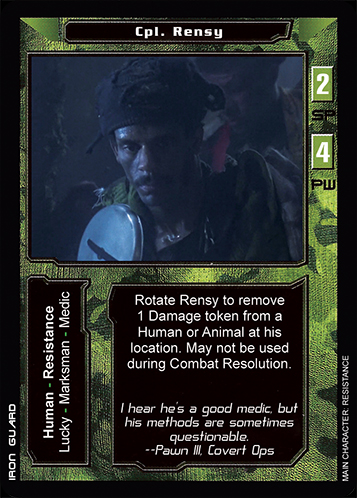 Cpl. Rensy
2
SP
4
PW
Human - Resistance
Lucky - Marksman - Medic
Rotate Rensy to remove
1 Damage token from a
Human or Animal at his
location. May not be used
during Combat Resolution.
I hear he's a good medic, but
his methods are sometimes
questionable.
--Pawn III, Covert Ops
IRON GUARD
MAIN CHARACTER: RESISTANCE